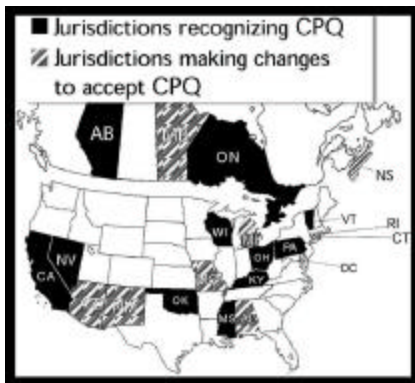 Jurisdictions recognizing CPQ
Jurisdictions making changes
to accept CPQ
AB
ON
NS
VT
RI
CT
WI
PA
OH
DC
NV
CA
KY
OK
MS